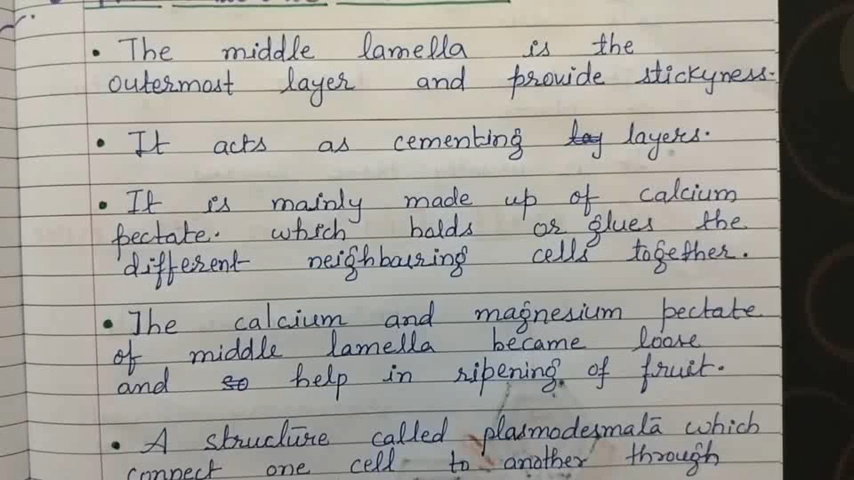 • The middle lamella is the
outermost layer and provide stickyness.
• It acts as cementing layers.
• It is mainly made up of calcium
pectate. which holds or glues the
different neighbouring cells together.
• The calcium and magnesium pectate
of middle lamella became loose
and so help in ripening of fruit.
• A structure called plasmodesmata which
connect one cell to another through